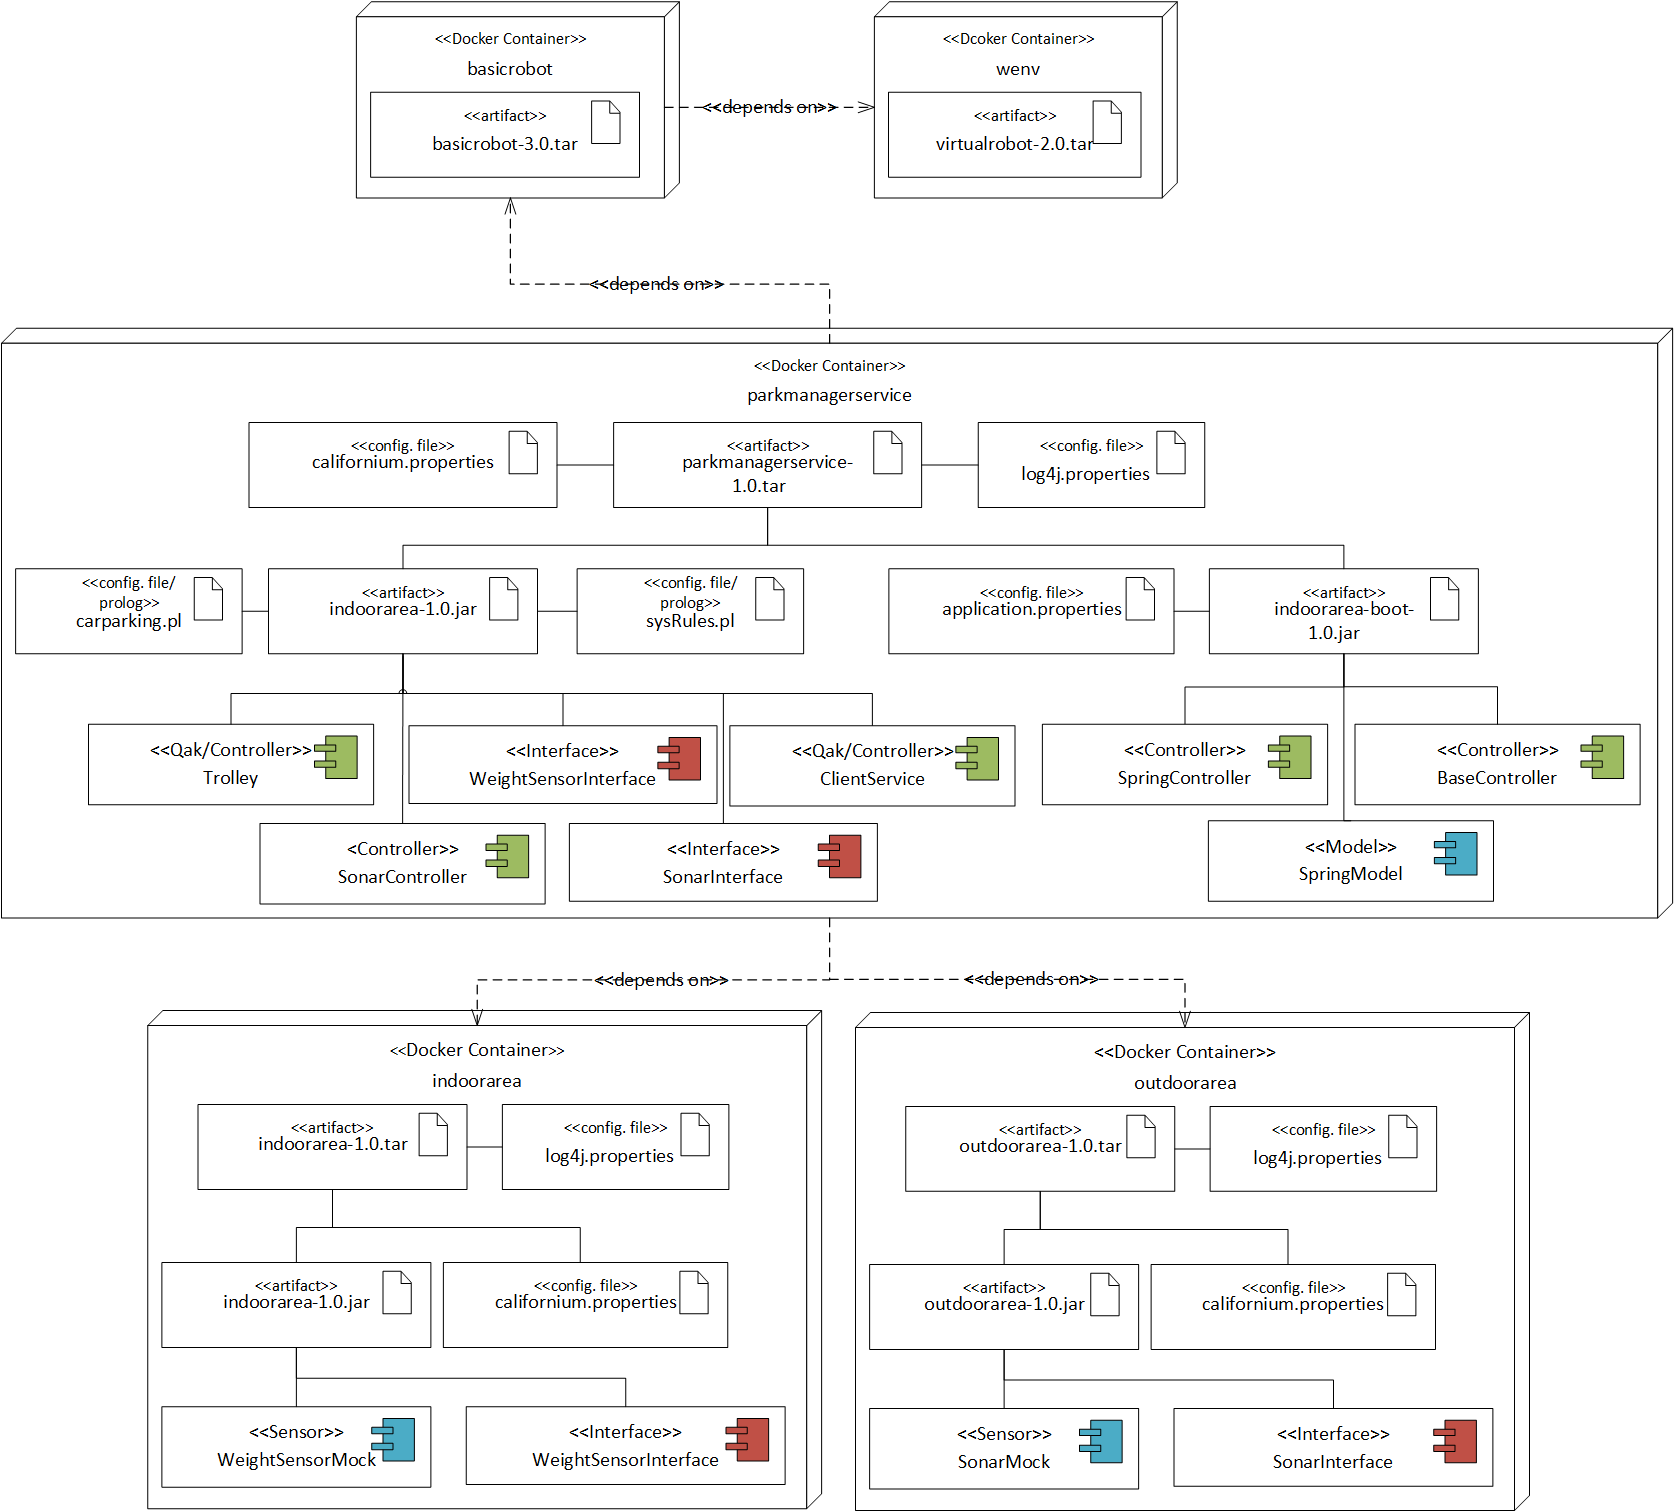 <<Docker Container>>
basicrobot
<<artifact>>
basicrobot-3.0.tar
<<depends on>>
<<Dcoker Container>>
wenv
<<artifact>>
virtualrobot-2.0.tar
<<depends on>>
<<Docker Container>>
parkmanagerservice
<<config. file>>
californium.properties
<<artifact>>
parkmanagerservice-
1.0.tar
<<config. file>>
log4j.properties
<<config. file/
prolog>>
carparking.pl
<<artifact>>
indoorarea-1.0.jar
<<config. file/
prolog>>
sysRules.pl
<<config. file>>
application.properties
<<artifact>>
indoorarea-boot-
1.0.jar
<<Qak/Controller>>
Trolley
<<Interface>>
WeightSensorInterface
<<Qak/Controller>>
ClientService
<<Controller>>
SpringController
<<Controller>>
BaseController
<Controller>>
SonarController
<<Interface>>
SonarInterface
<<Model>>
SpringModel
<<depends on>>
<<depends on>>
<<Docker Container>>
indoorarea
<<artifact>>
indoorarea-1.0.tar
<<config. file>>
log4j.properties
<<artifact>>
indoorarea-1.0.jar
<<config. file>>
californium.properties
<<Sensor>>
WeightSensorMock
<<Interface>>
WeightSensorInterface
<<Docker Container>>
outdoorarea
<<artifact>>
outdoorarea-1.0.tar
<<config. file>>
log4j.properties
<<artifact>>
outdoorarea-1.0.jar
<<config. file>>
californium.properties
<<Sensor>>
SonarMock
<<Interface>>
SonarInterface